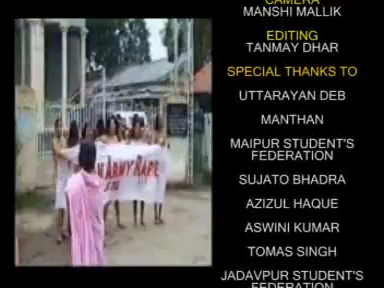 CAMERA
MANSHI MALLIK
EDITING
TANMAY DHAR
SPECIAL THANKS TO
UTTARAYAN DEB
MANTHAN
MAIPUR STUDENT'S
FEDERATION
SUJATO BHADRA
AZIZUL HAQUE
ASWINI KUMAR
TOMAS SINGH
JADAVPUR STUDENT'S
FEDERATION
ARMY RAPE